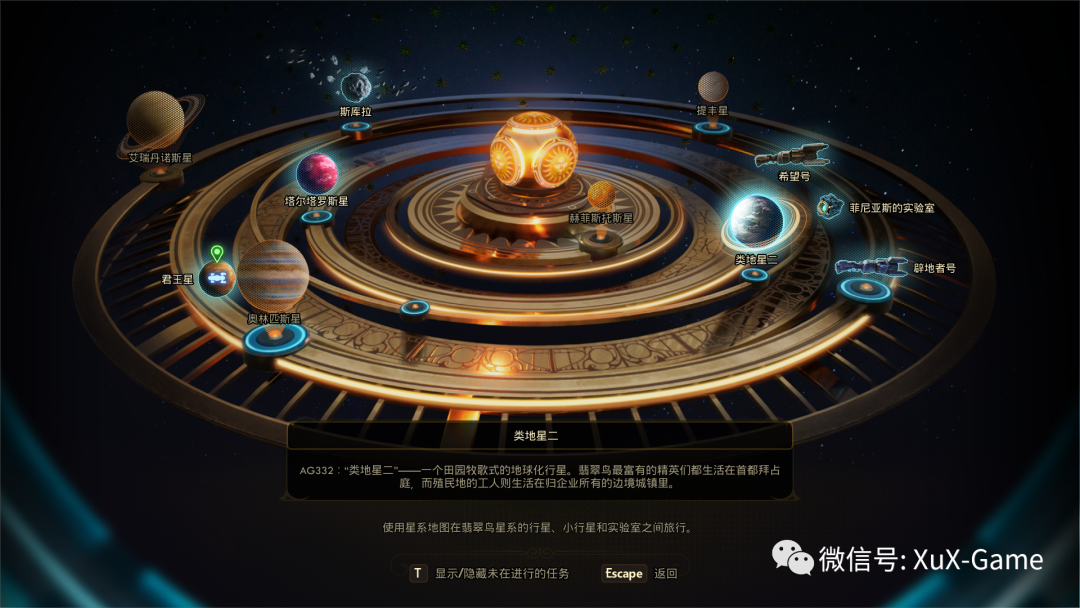 斯库拉
提丰星
艾瑞丹诺斯星
希望号
塔尔塔罗斯星
菲尼亚斯的实验室
赫菲斯托斯星
类地星二
辟地者号
君王星
奥林匹斯星
类地星二
AG332:“类地星二”——一个田园牧歌式的地球化行星。翡翠鸟最富有的精英们都生活在首都拜占
庭，而殖民地的工人则生活在归企业所有的边境城镇里。
使用星系地图在翡翠鸟星系的行星、小行星和实验室之间旅行。
T 显示/隐藏未在进行的任务 Escape 返回
微信号: XuX-Game